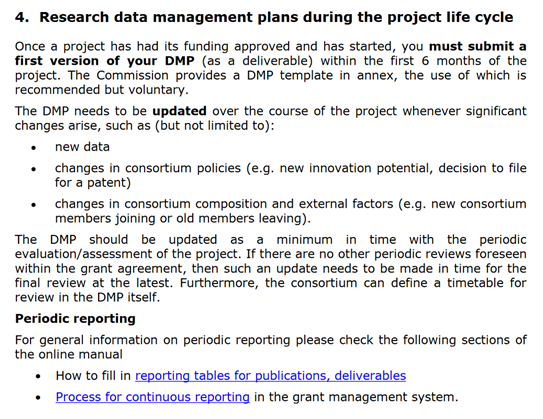 4. Research data management plans during the project life cycle
Once a project has had its funding approved and has started, you must submit a
first version of your DMP (as a deliverable) within the first 6 months of the
project. The Commission provides a DMP template in annex, the use of which is
recommended but voluntary.
The DMP needs to be updated over the course of the project whenever significant
changes arise, such as (but not limited to):
• new data
• changes in consortium policies (e.g. new innovation potential, decision to file
for a patent)
• changes in consortium composition and external factors (e.g. new consortium
members joining or old members leaving).
The DMP should be updated as a minimum in time with the periodic
evaluation/assessment of the project. If there are no other periodic reviews foreseen
within the grant agreement, then such an update needs to be made in time for the
final review at the latest. Furthermore, the consortium can define a timetable for
review in the DMP itself.
Periodic reporting
For general information on periodic reporting please check the following sections of
the online manual
• How to fill in reporting tables for publications, deliverables
• Process for continuous reporting in the grant management system.